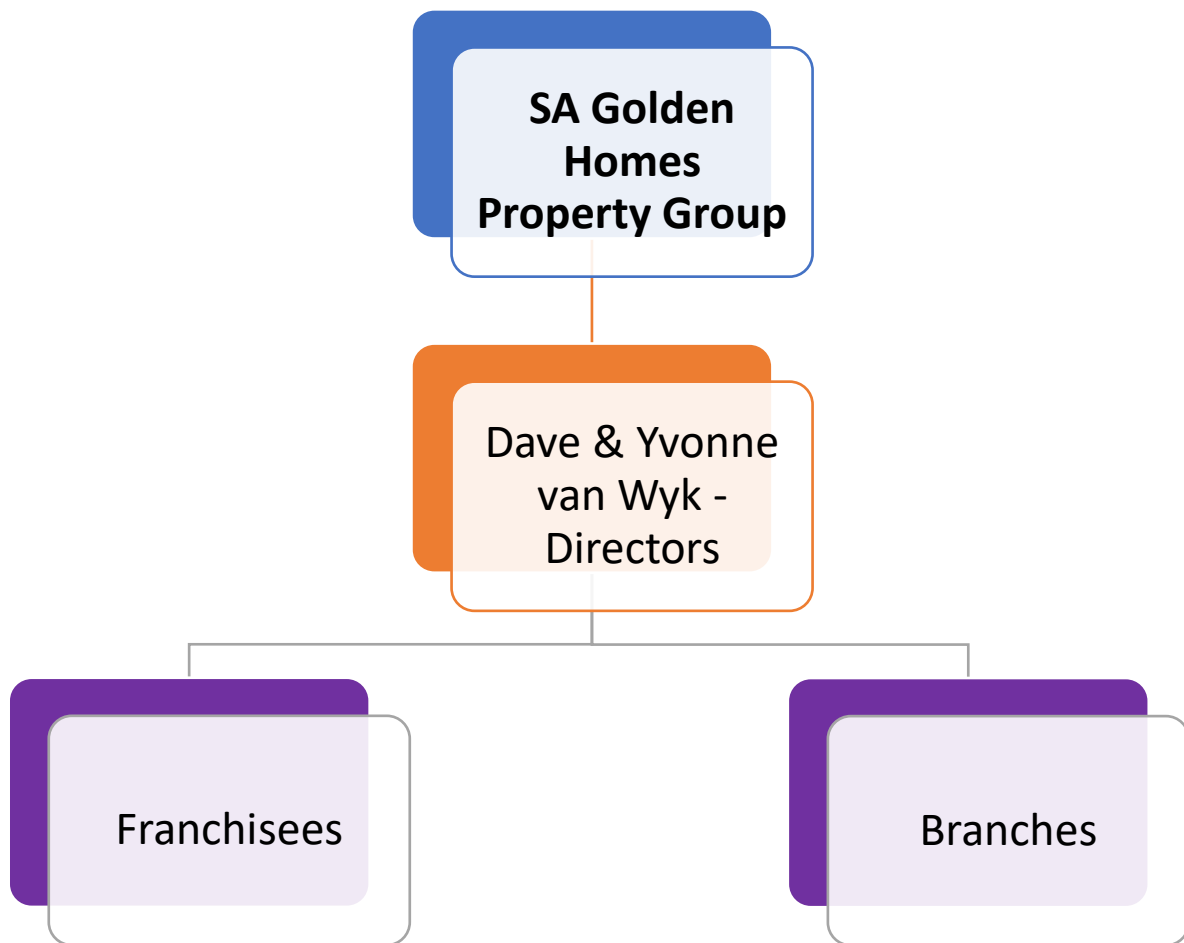 SA Golden
Homes
Property Group
Dave & Yvonne
van Wyk -
Directors
Franchisees
Branches